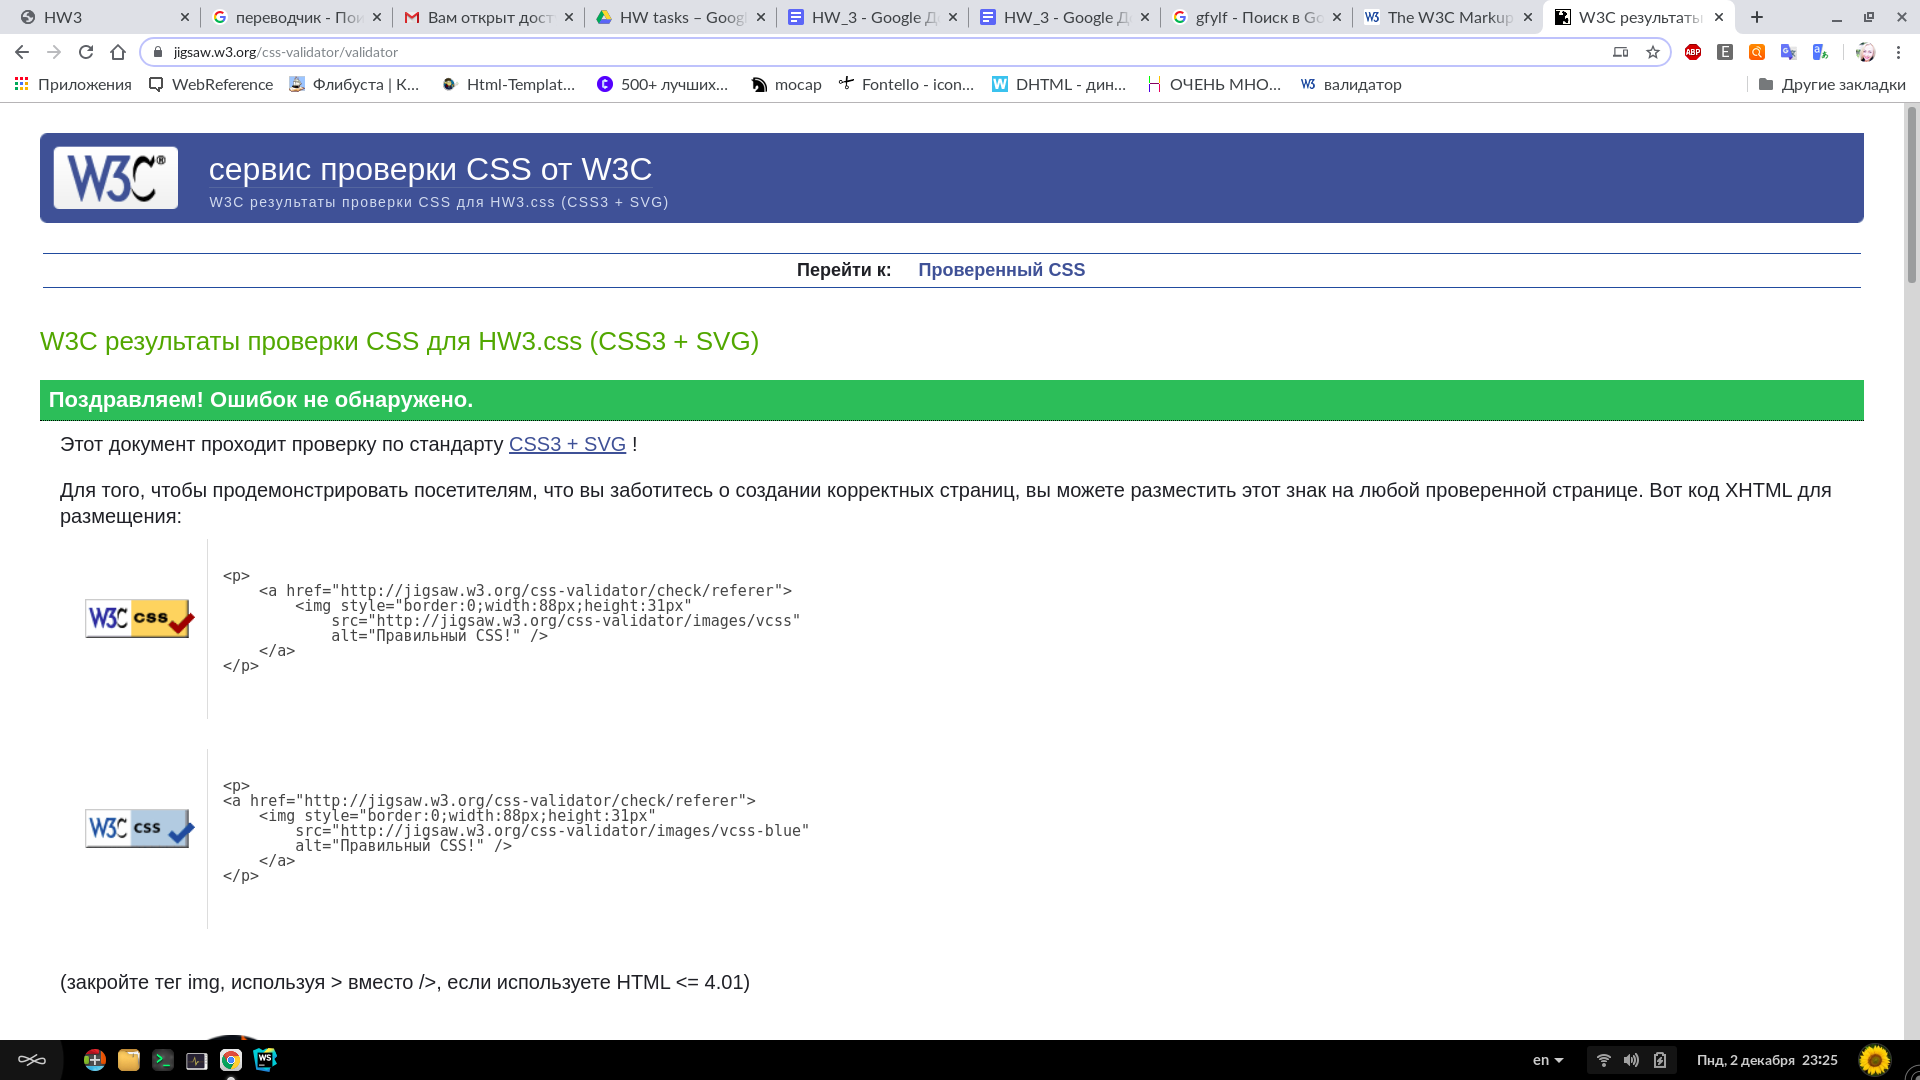 HW3
переводчик - Пои
Вам открыт дост
HW tasks – Googl
HW_3 - Google Д
HW_3 - Google Д
gfylf - Поиск в Go
The W3C Markup
W3C результаты
jigsaw.w3.org/css-validator/validator
Приложения
WebReference
Флибуста | К...
Html-Templat...
500+ лучших...
mocap
Fontello - icon...
DHTML - дин...
ОЧЕНЬ МНО...
валидатор
Другие закладки
W3C®
сервис проверки CSS от W3C
W3C результаты проверки CSS для HW3.css (CSS3 + SVG)
Перейти к: Проверенный CSS
W3C результаты проверки CSS для HW3.css (CSS3 + SVG)
Поздравляем! Ошибок не обнаружено.
Этот документ проходит проверку по стандарту CSS3 + SVG !
Для того, чтобы продемонстрировать посетителям, что вы заботитесь о создании корректных страниц, вы можете разместить этот знак на любой проверенной странице. Вот код XHTML для
размещения:
W3C css
<p>
<a href="http://jigsaw.w3.org/css-validator/check/referer">
<img style="border:0;width:88px;height:31px"
src="http://jigsaw.w3.org/css-validator/images/vcss"
alt="Правильный CSS!" />
</a>
</p>
W3C css
<p>
<a href="http://jigsaw.w3.org/css-validator/check/referer">
<img style="border:0;width:88px;height:31px"
src="http://jigsaw.w3.org/css-validator/images/vcss-blue"
alt="Правильный CSS!" />
</a>
</p>
(закройте тег img, используя > вместо />, если используете HTML <= 4.01)
en
Пнд, 2 декабря 23:25